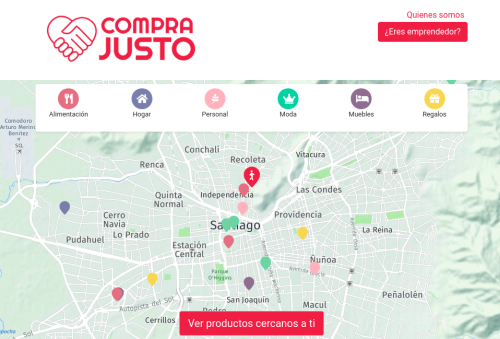 COMPRA
JUSTO
Quienes somos
¿Eres emprendedor?
Alimentación
Hogar
Personal
Moda
Muebles
Regalos
Comodoro
Arturo Merino
Benítez
SCL
Conchalí
Renca
Recoleta
Vitacura
Quinta
Normal
Independencia
Las Condes
Cerro
Navia
Providencia
Santiago
La Reina
Lo Prado
Pudahuel
Estación
Central
Ñuñoa
Parque
O'Higgins
San Joaquín
Peñalolén
Macul
Autopista del Sol
Cerrillos
Ver productos cercanos a ti